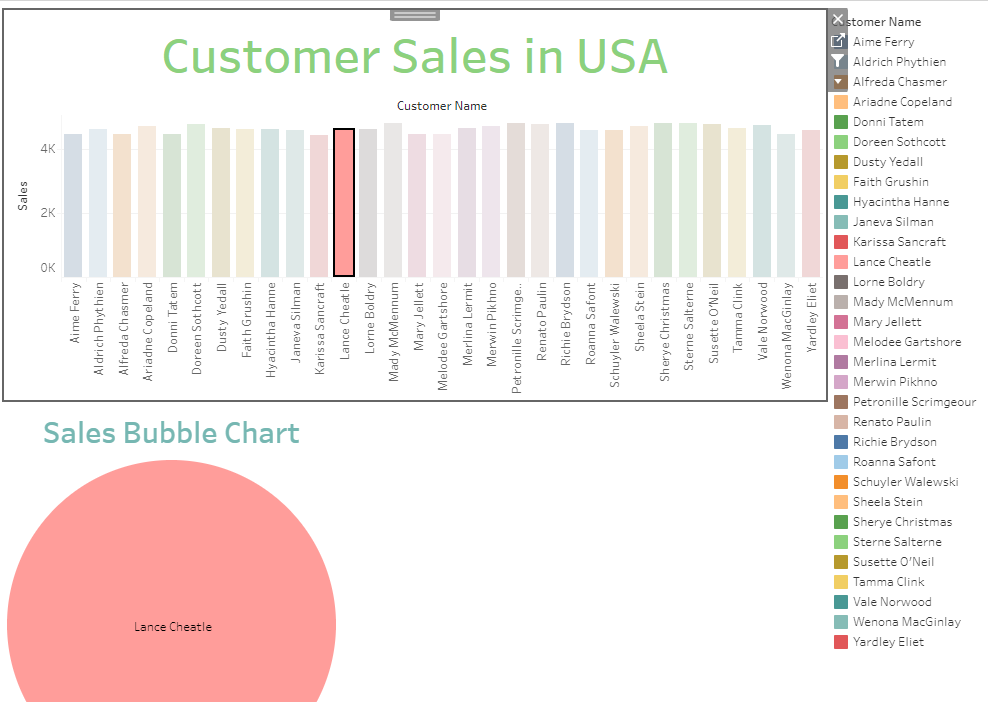 Customer Sales in USA
Customer Name
Sales
4K
2K
0K
Aime Ferry
Aldrich Phythien
Alfreda Chasmer
Ariadne Copeland
Donni Tatem
Doreen Sothcott
Dusty Yedall
Faith Grushin
Hyacintha Hanne
Janeva Silman
Karissa Sancraft
Lance Cheatle
Lorne Boldry
Mady McMennum
Mary Jellett
Melodee Gartshore
Merlina Lermit
Merwin Pikhno
Petronille Scrimge..
Renato Paulin
Richie Brydson
Roanna Safont
Schuyler Walewski
Sheela Stein
Sherye Christmas
Sterne Salterne
Susette O'Neil
Tamma Clink
Vale Norwood
Wenona MacGinlay
Yardley Eliet
Sales Bubble Chart
Lance Cheatle
Customer Name
Aime Ferry
Aldrich Phythien
Alfreda Chasmer
Ariadne Copeland
Donni Tatem
Doreen Sothcott
Dusty Yedall
Faith Grushin
Hyacintha Hanne
Janeva Silman
Karissa Sancraft
Lance Cheatle
Lorne Boldry
Mady McMennum
Mary Jellett
Melodee Gartshore
Merlina Lermit
Merwin Pikhno
Petronille Scrimgeour
Renato Paulin
Richie Brydson
Roanna Safont
Schuyler Walewski
Sheela Stein
Sherye Christmas
Sterne Salterne
Susette O'Neil
Tamma Clink
Vale Norwood
Wenona MacGinlay
Yardley Eliet